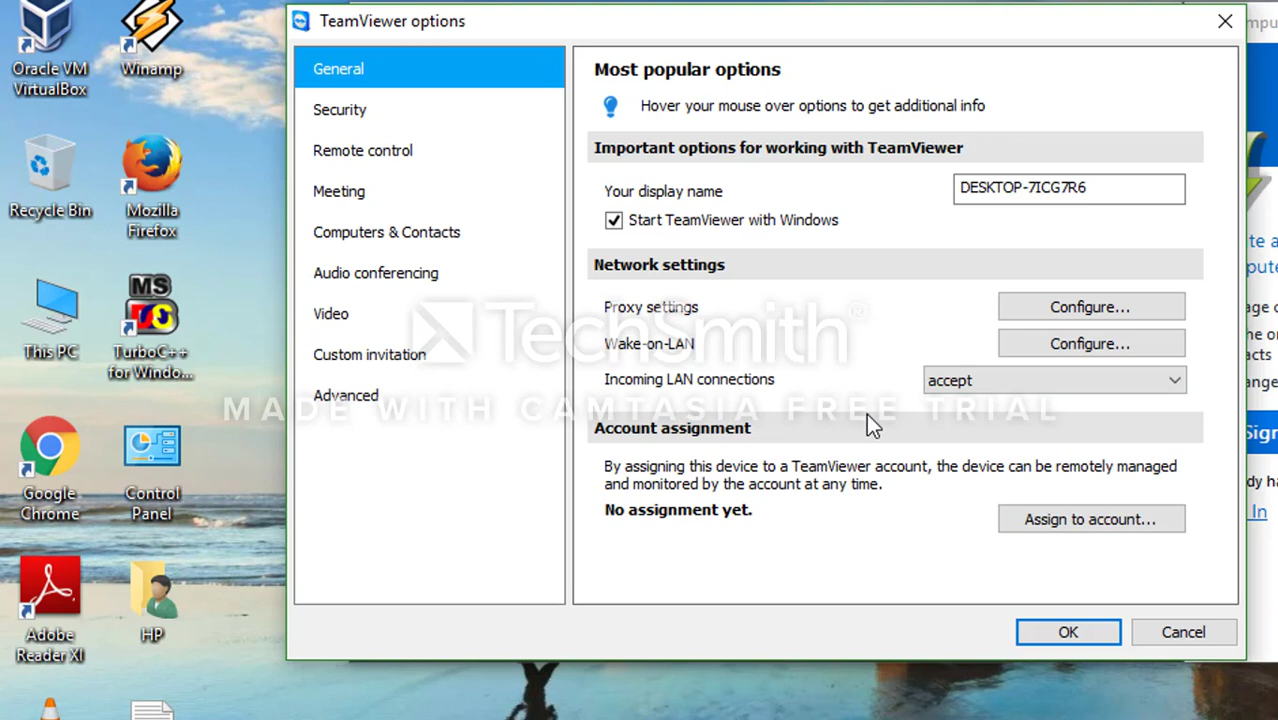 TeamViewer options
Oracle VM
VirtualBox
Winamp
Recycle Bin
Mozilla
Firefox
This PC
MS
TurboC++
for Windo...
Google
Chrome
Control
Panel
Adobe
Reader XI
HP
General
Security
Remote control
Meeting
Computers & Contacts
Audio conferencing
Video
Custom invitation
Advanced
Most popular options
Hover your mouse over options to get additional info
Important options for working with TeamViewer
Your display name
DESKTOP-7ICG7R6
Start TeamViewer with Windows
Network settings
Proxy settings
Configure...
Wake-on-LAN
Configure...
Incoming LAN connections
accept
Account assignment
By assigning this device to a TeamViewer account, the device can be remotely managed
and monitored by the account at any time.
No assignment yet.
Assign to account...
OK
Cancel
TechSmith®
MADE WITH CAMTASIA FREE TRIAL
In